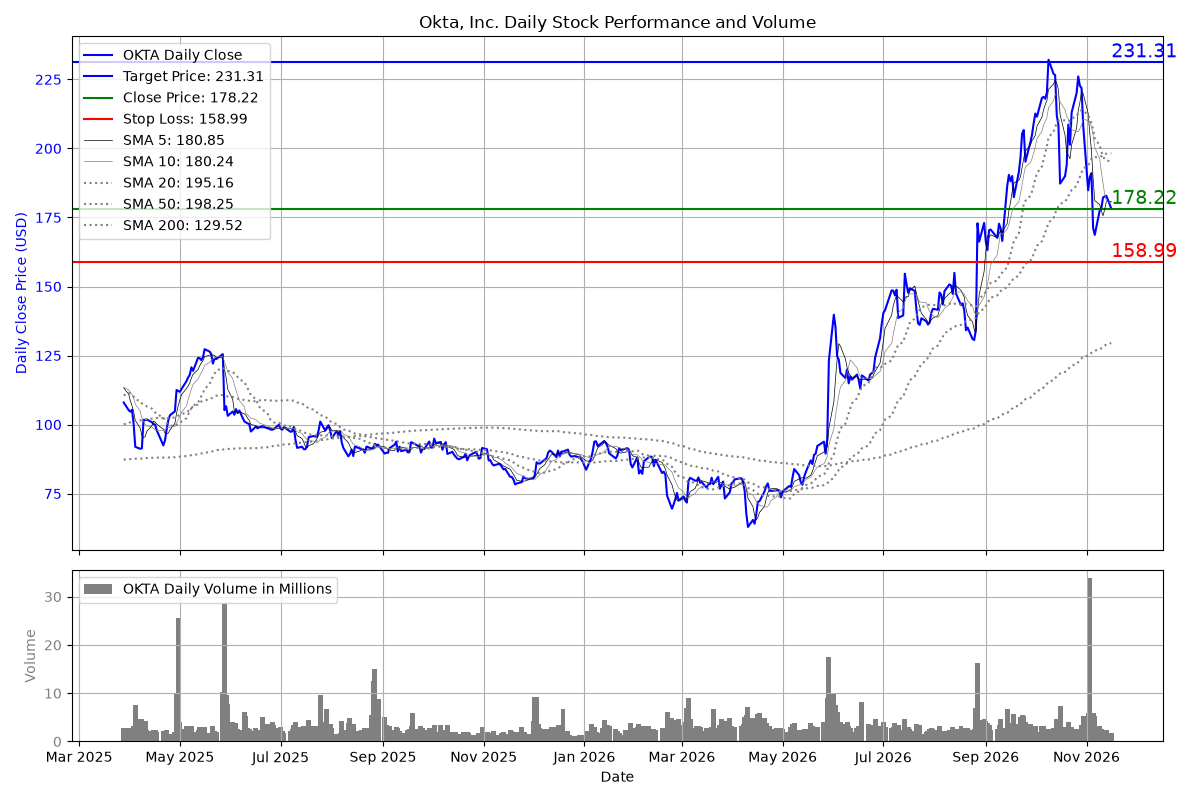 Okta, Inc. Daily Stock Performance and Volume
OKTA Daily Close
Target Price: 231.31
Close Price: 178.22
Stop Loss: 158.99
SMA 5: 180.85
SMA 10: 180.24
SMA 20: 195.16
SMA 50: 198.25
SMA 200: 129.52
231.31
178.22
158.99
Daily Close Price (USD)
225
200
175
150
125
100
75
OKTA Daily Volume in Millions
Volume
30
20
10
0
Mar 2025 May 2025 Jul 2025 Sep 2025 Nov 2025 Jan 2026 Mar 2026 May 2026 Jul 2026 Sep 2026 Nov 2026
Date